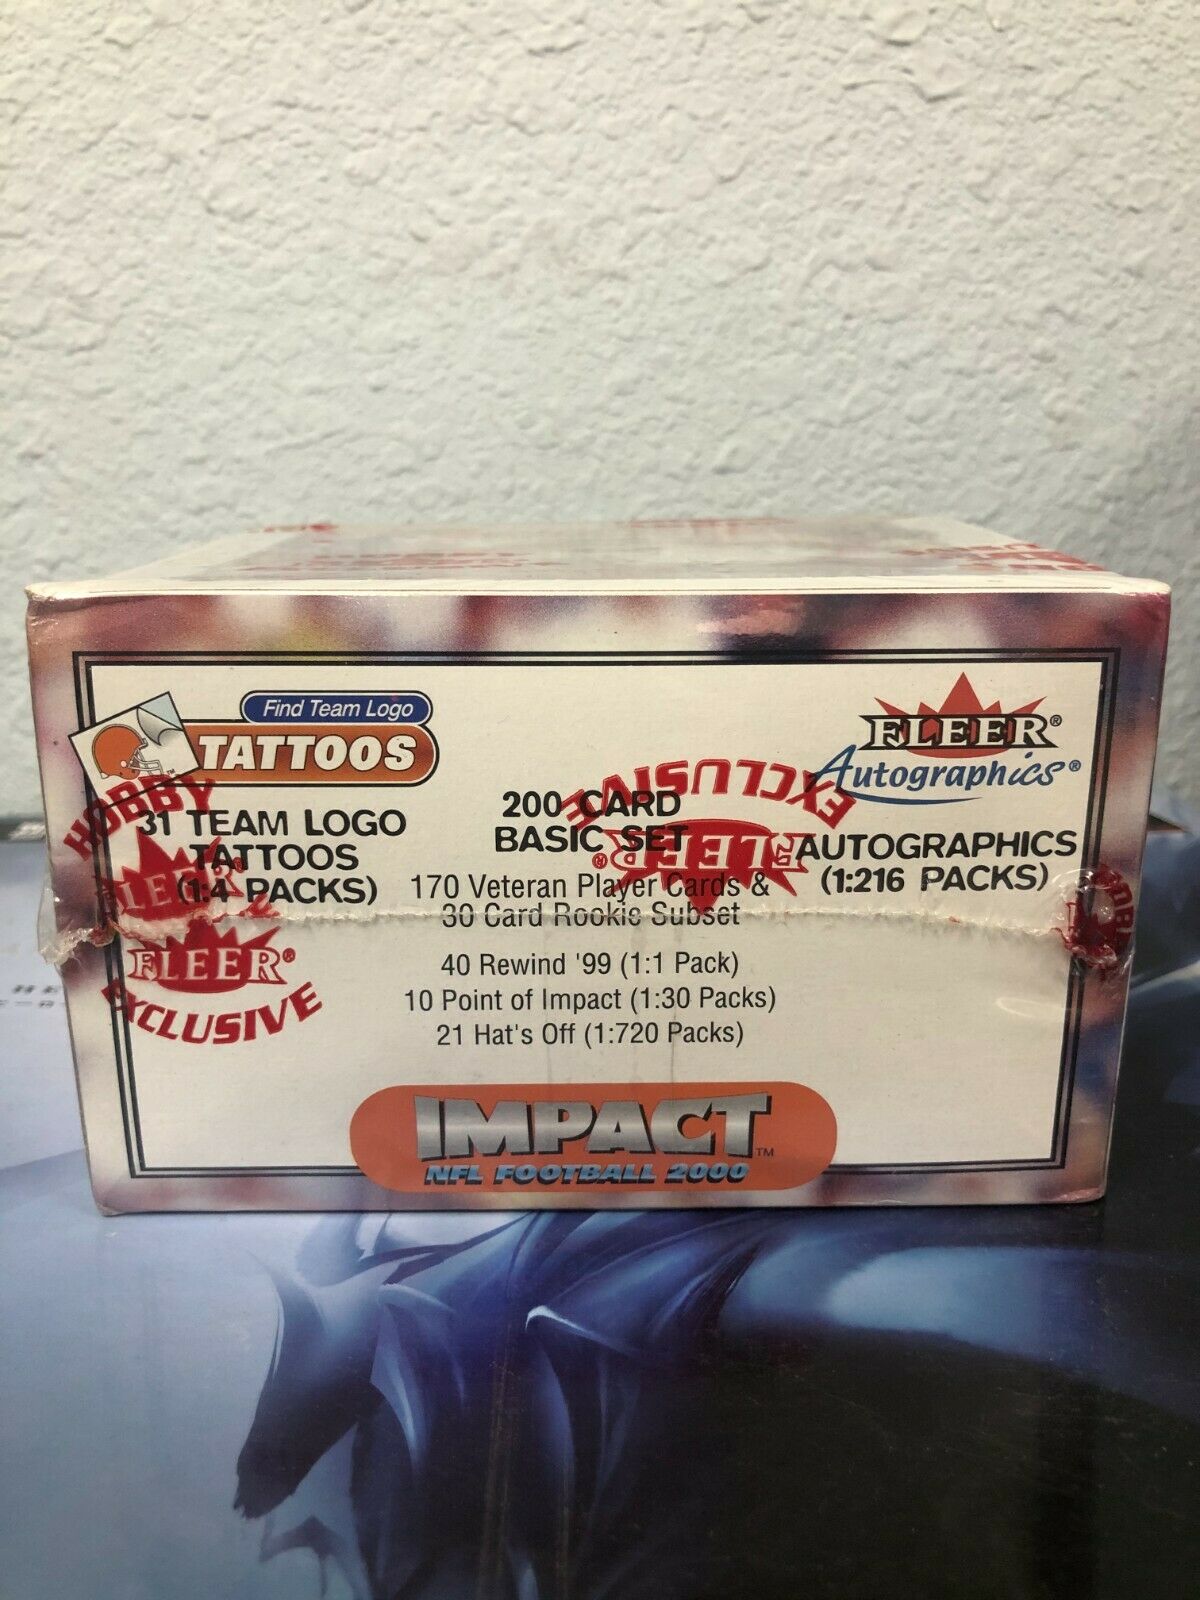 Find Team Logo
TATTOOS
31 TEAM LOGO
TATTOOS
(1:4 PACKS)
200 CARD
BASIC SET
170 Veteran Player Cards &
30 Card Rookie Subset
40 Rewind '99 (1:1 Pack)
10 Point of Impact (1:30 Packs)
21 Hat's Off (1:720 Packs)
FLEER®
Autographics®
AUTOGRAPHICS
(1:216 PACKS)
HOBBY
FLEER
FLEER®
EXCLUSIVE
EXCLUSIVE
FLEER®
IMPACT™
NFL FOOTBALL 2000